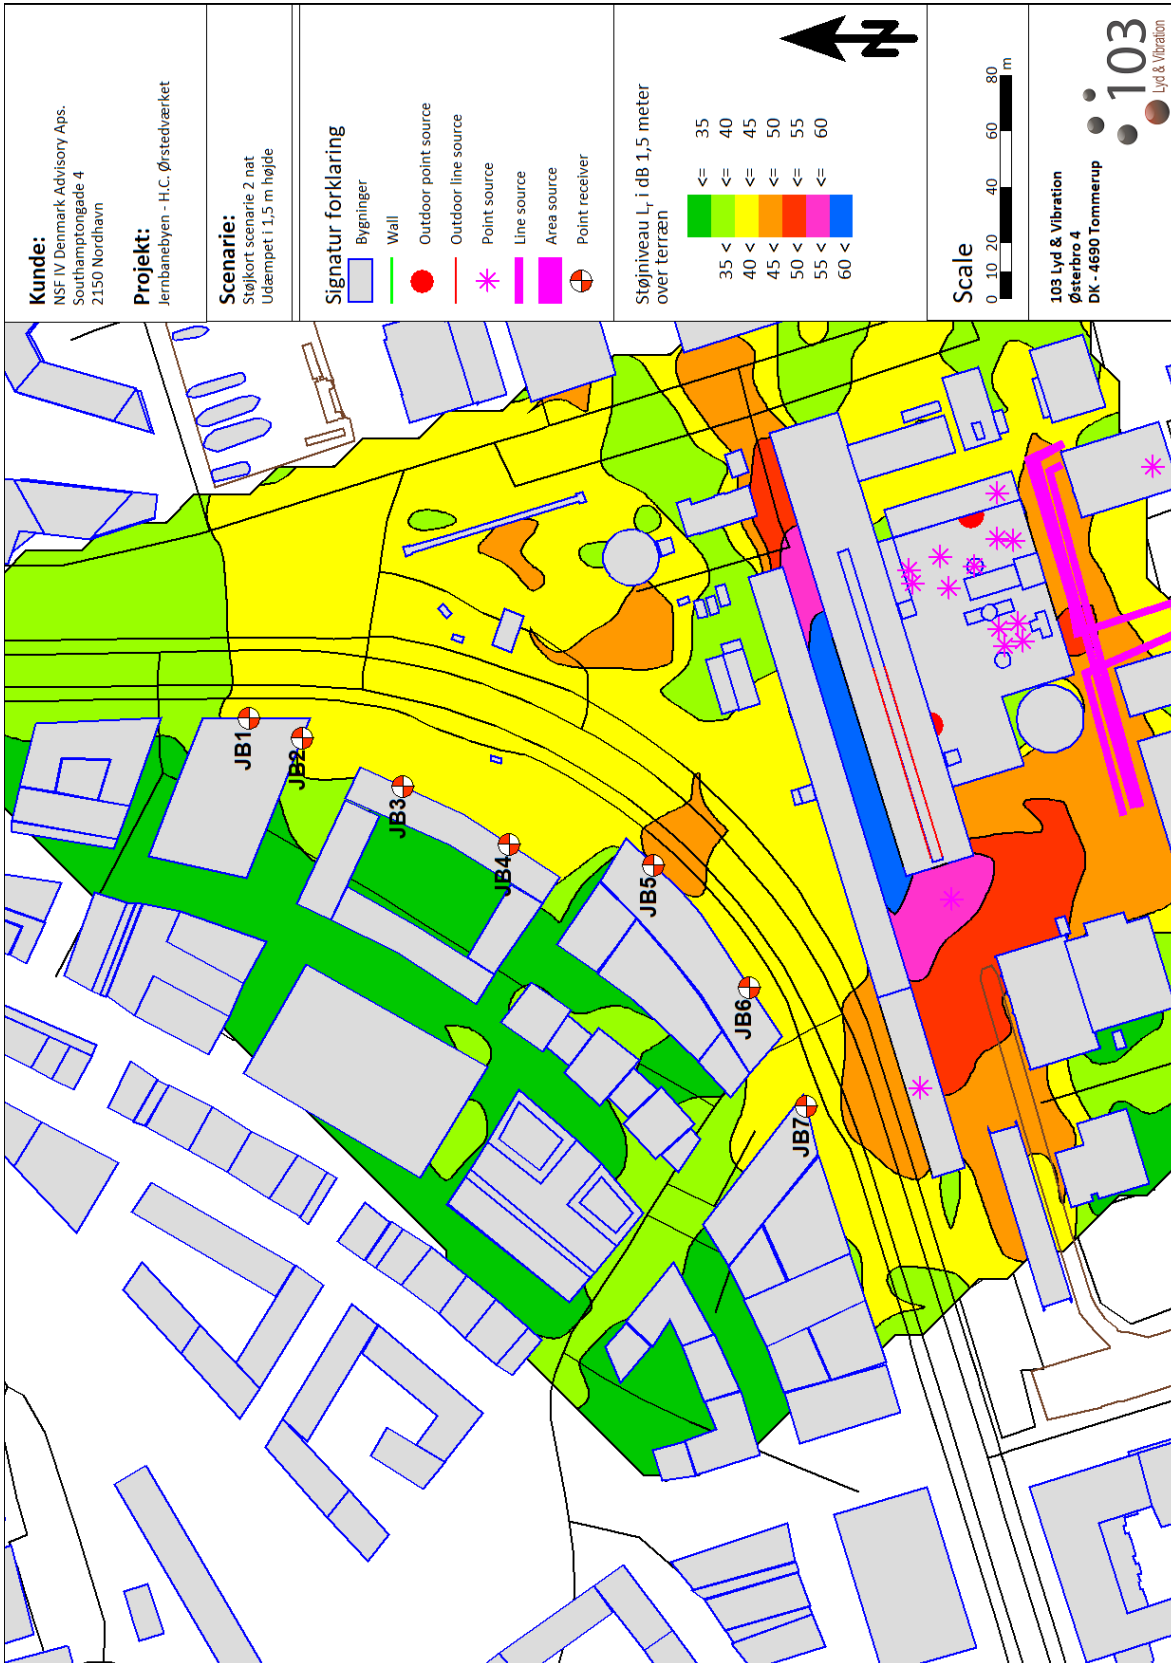 Kunde:
NSF IV Denmark Advisory Aps.
Southamptongade 4
2150 Nordhavn
Projekt:
Jernbanebyen - H.C. Ørstedværket
Scenarie:
Støjkort scenarie 2 nat
Udæmpet i 1,5 m højde
Signatur forklaring
Bygninger
Wall
Outdoor point source
Outdoor line source
Point source
Line source
Area source
Point receiver
Støjniveau Lr i dB 1,5 meter
over terræn
<= 35
35 < <= 40
40 < <= 45
45 < <= 50
50 < <= 55
55 < <= 60
60 <
N
Scale
0 10 20 40 60 80
m
103 Lyd & Vibration
Østerbro 4
DK - 4690 Tommerup
103
Lyd & Vibration
JB1
JB2
JB3
JB4
JB5
JB6
JB7